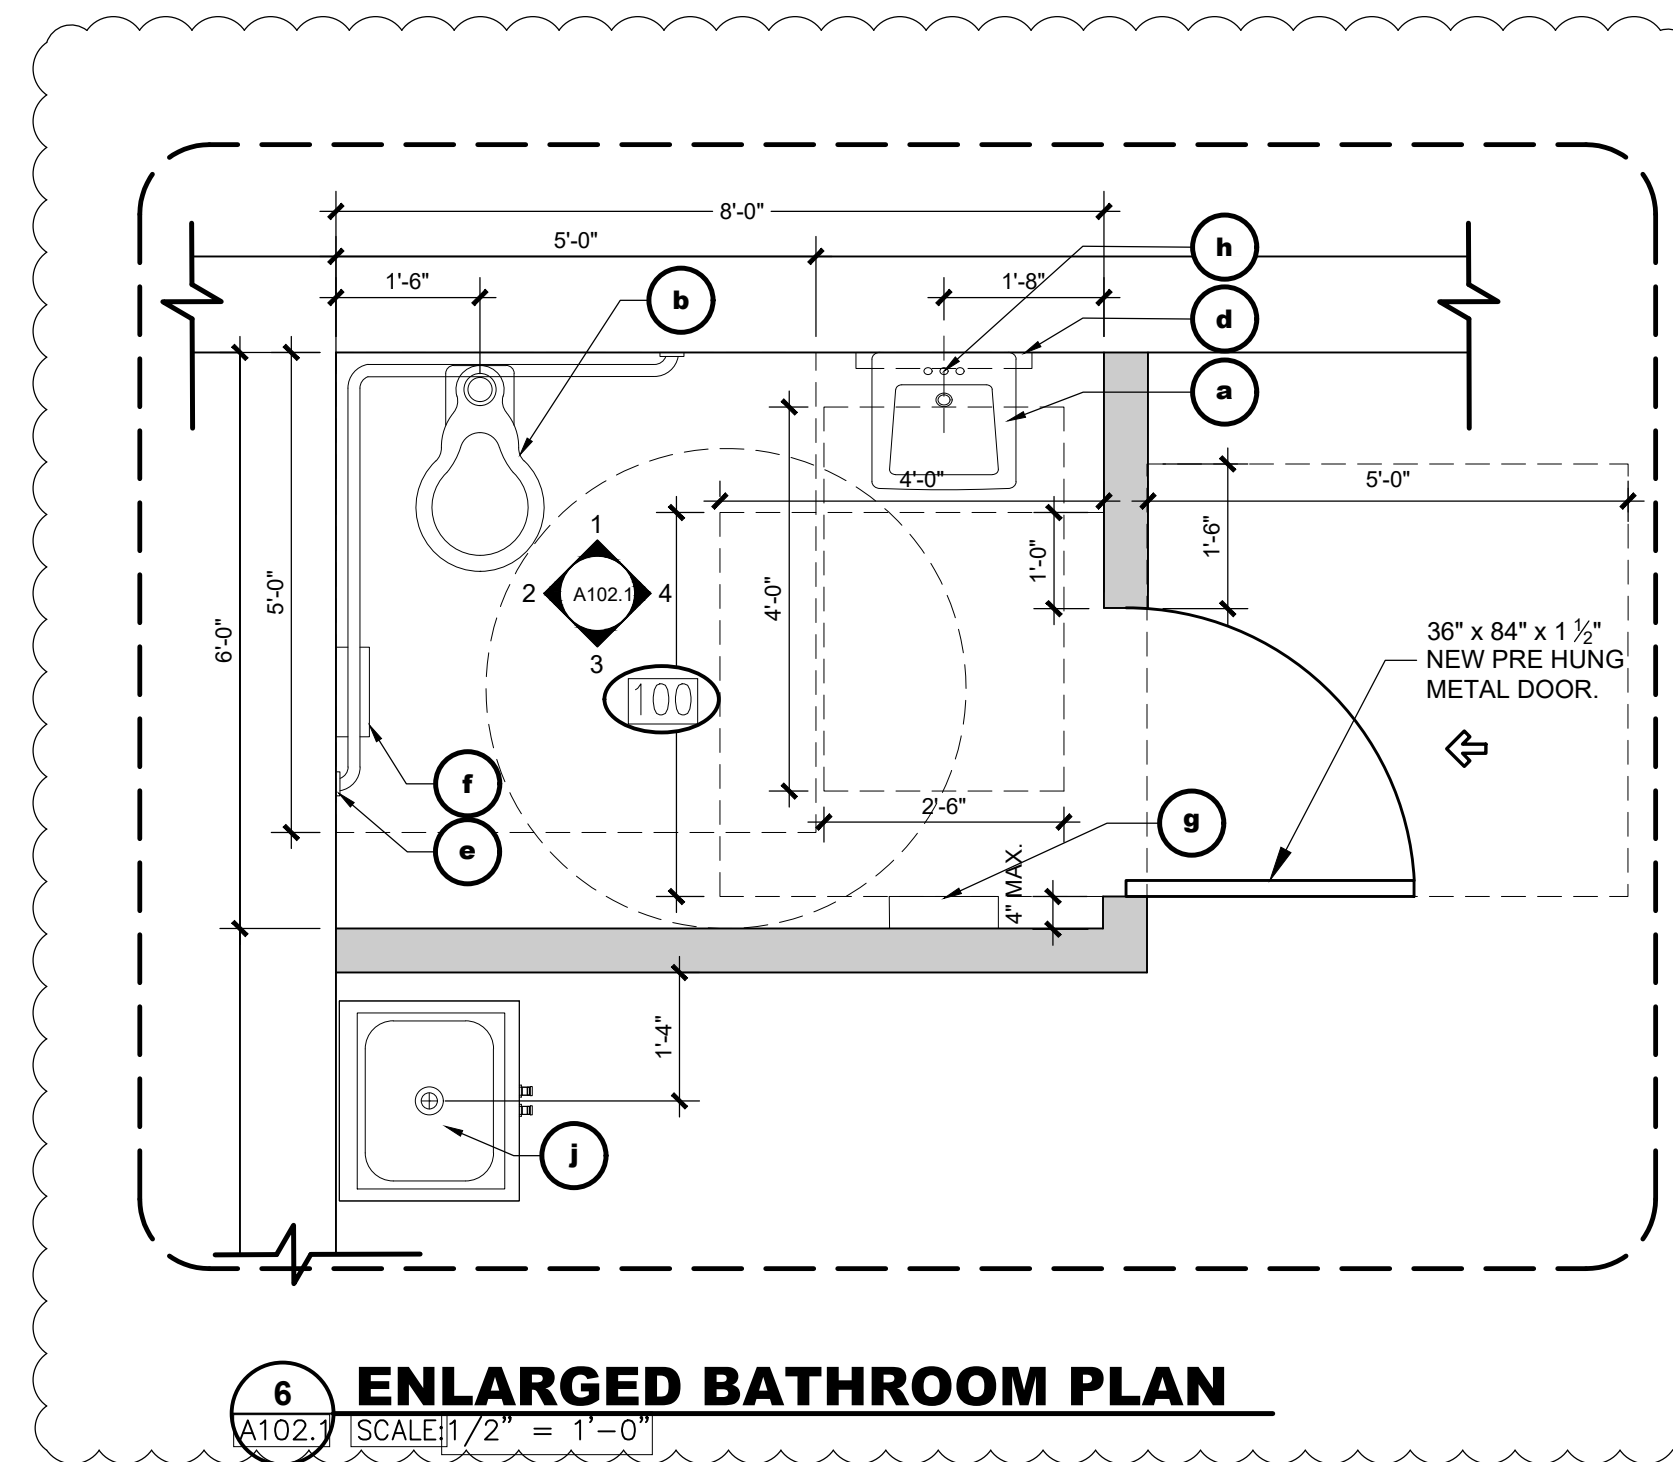 8'-0"
5'-0"
1'-6"
1'-8"
h
b
d
a
4'-0"
5'-0"
1'-6"
1'-0"
1
2
A102.1
4
3
4'-0"
5'-0"
6'-0"
36" x 84" x 1 ½"
NEW PRE HUNG
METAL DOOR.
100
f
2'-6"
g
e
4" MAX.
1'-4"
j
6
ENLARGED BATHROOM PLAN
A102.1
SCALE: 1/2" = 1'-0"